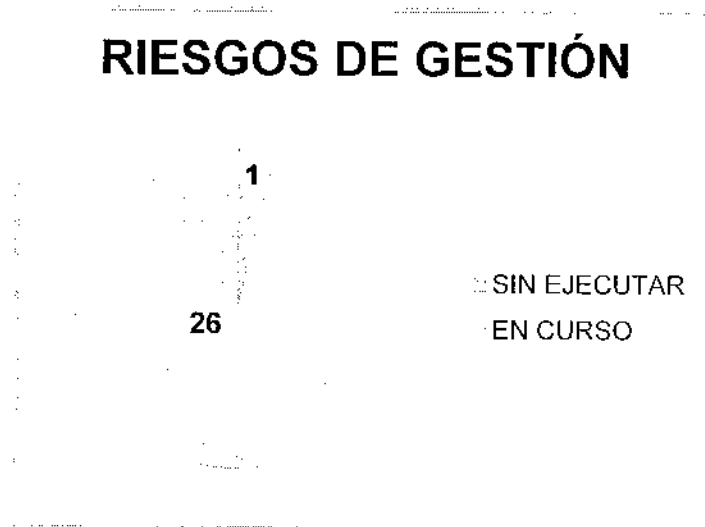 RIESGOS DE GESTIÓN
1
26
SIN EJECUTAR
EN CURSO